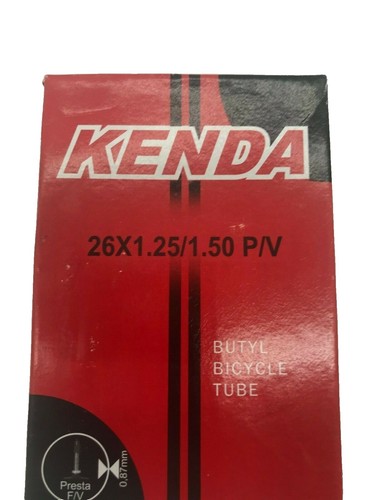 KENDA
26X1.25/1.50 P/V
BUTYL
BICYCLE
TUBE
Presta
F/V
0,87mm